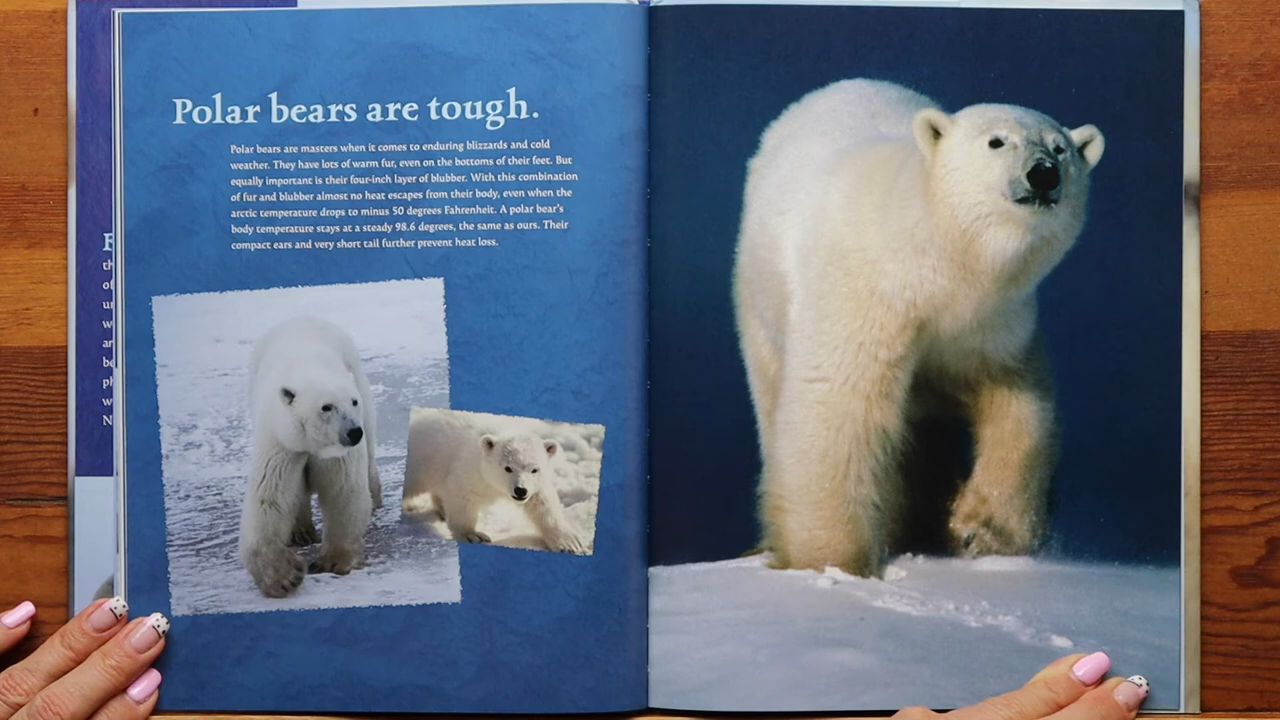 Polar bears are tough.
Polar bears are masters when it comes to enduring blizzards and cold
weather. They have lots of warm fur, even on the bottoms of their feet. But
equally important is their four-inch layer of blubber. With this combination
of fur and blubber almost no heat escapes from their body, even when the
arctic temperature drops to minus 50 degrees Fahrenheit. A polar bear's
body temperature stays at a steady 98.6 degrees, the same as ours. Their
compact ears and very short tail further prevent heat loss.